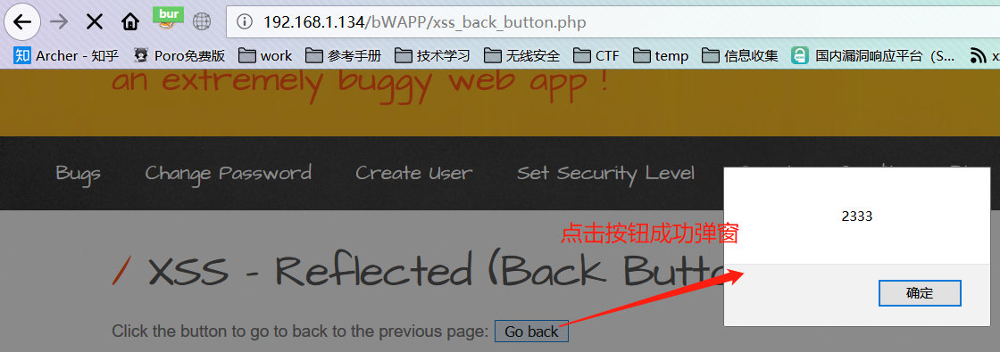 bur
192.168.1.134/bWAPP/xss_back_button.php
知 Archer - 知乎 Poro免费版 work 参考手册 技术学习 无线安全 CTF temp 信息收集 国内漏洞响应平台（S... x
an extremely buggy web app !
Bugs Change Password Create User Set Security Level
2333
点击按钮成功弹窗
/ XSS - Reflected (Back Butto
确定
Click the button to go to back to the previous page: Go back